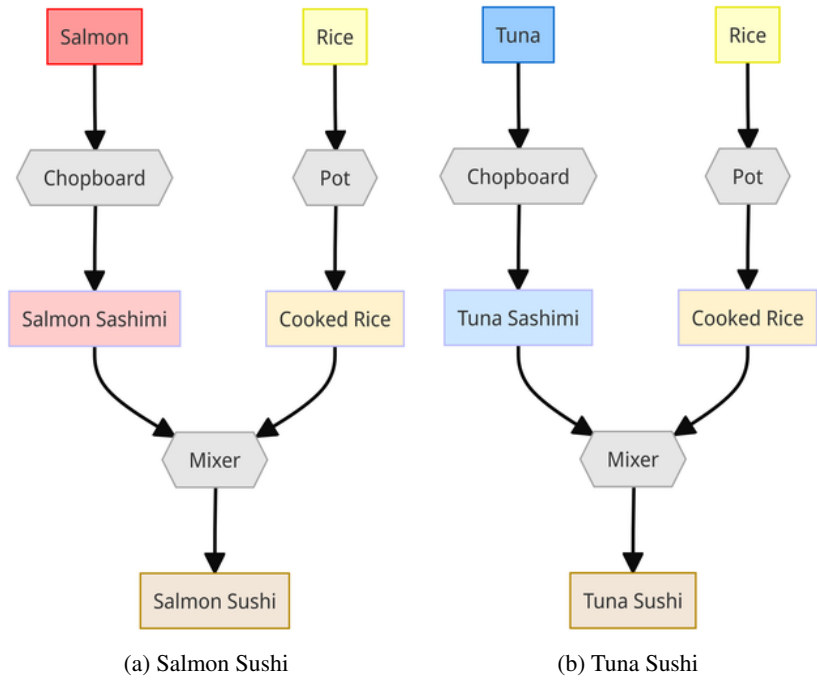 Salmon
Rice
Tuna
Rice
Chopboard
Pot
Chopboard
Pot
Salmon Sashimi
Cooked Rice
Tuna Sashimi
Cooked Rice
Mixer
Mixer
Salmon Sushi
Tuna Sushi
(a) Salmon Sushi
(b) Tuna Sushi